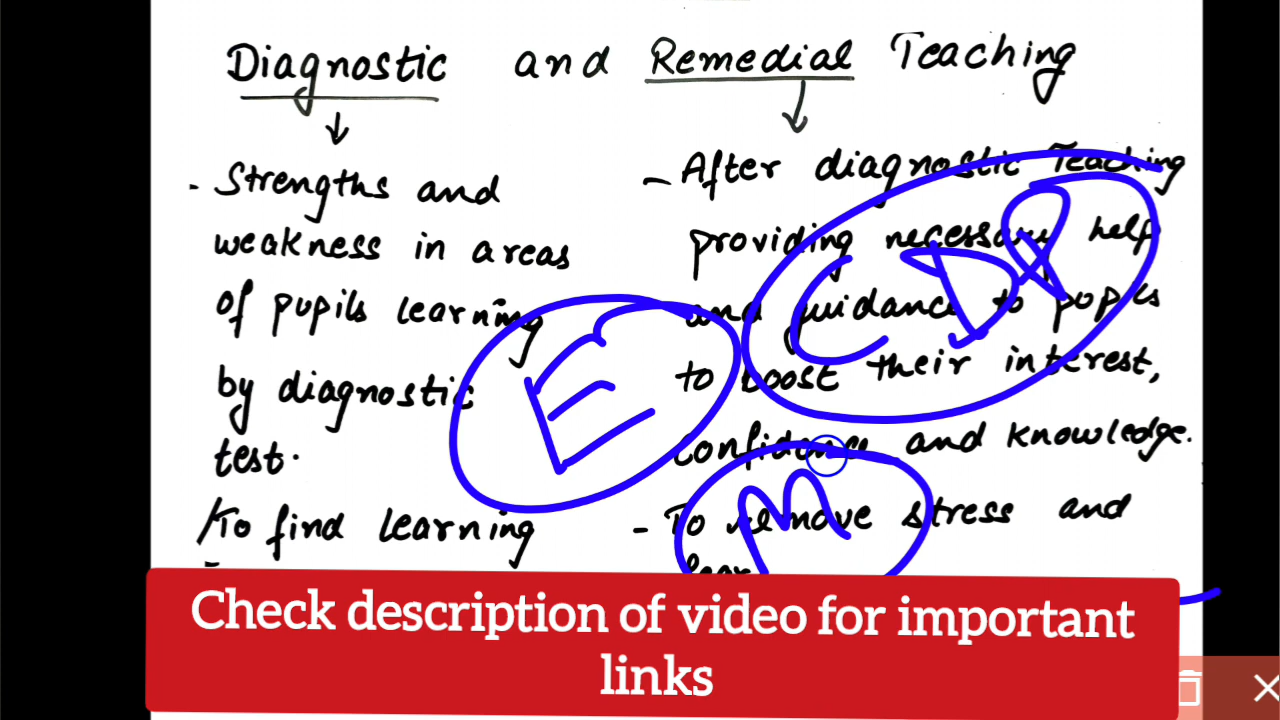 Diagnostic and Remedial Teaching
. Strengths and
weakness in areas
of pupils learning
by diagnostic
test.
To find learning
- After diagnostic Teaching
providing necessary help
and guidance to pupils
to boost their interest,
confidence and knowledge.
- To remove stress and
E
CDP
M
Check description of video for important
links